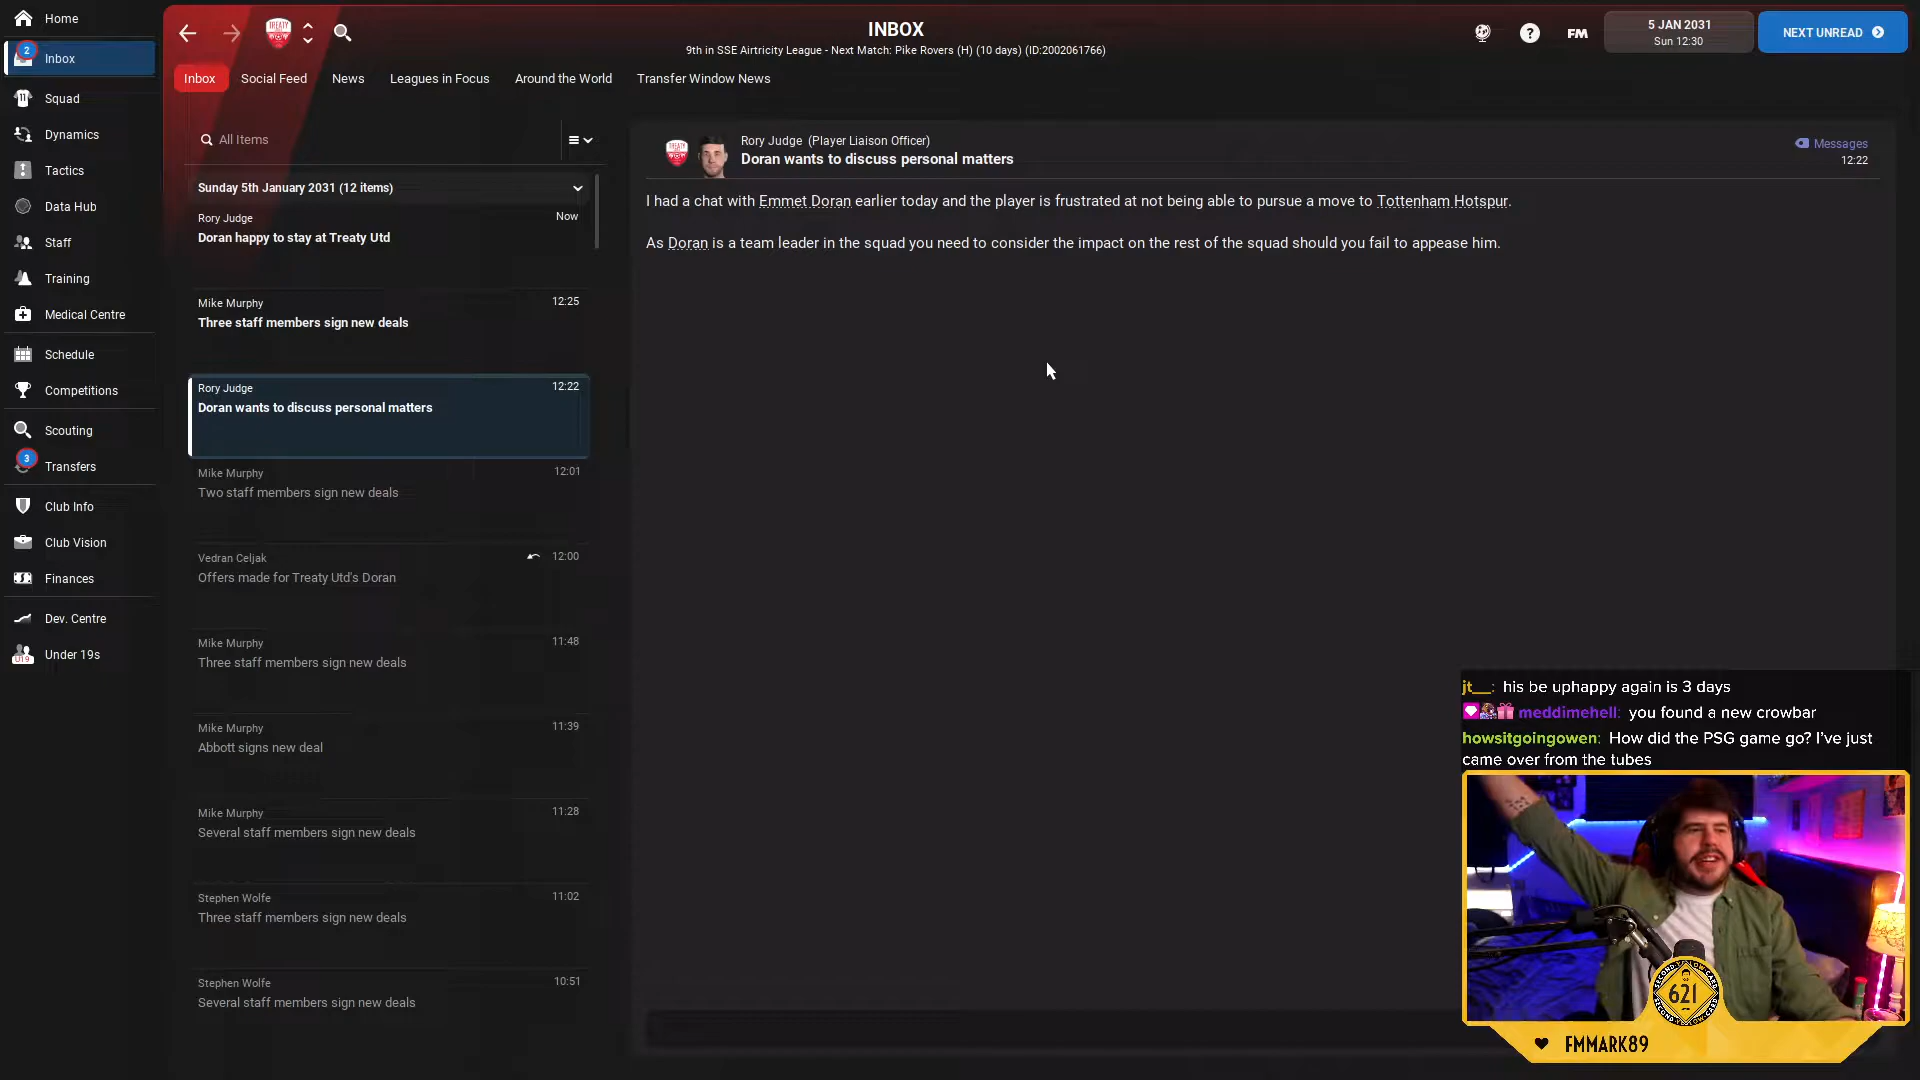 Home
2
Inbox
Squad
Dynamics
Tactics
Data Hub
Staff
Training
Medical Centre
Schedule
Competitions
Scouting
3
Transfers
Club Info
Club Vision
Finances
Dev. Centre
U19
Under 19s
TREATY
INBOX
9th in SSE Airtricity League - Next Match: Pike Rovers (H) (10 days) (ID:2002061766)
?
FM
5 JAN 2031
Sun 12:30
NEXT UNREAD
Inbox
Social Feed
News
Leagues in Focus
Around the World
Transfer Window News
All Items
Sunday 5th January 2031 (12 items)
Rory Judge
Now
Doran happy to stay at Treaty Utd
Mike Murphy
12:25
Three staff members sign new deals
Rory Judge
12:22
Doran wants to discuss personal matters
Mike Murphy
12:01
Two staff members sign new deals
Vedran Celjak
12:00
Offers made for Treaty Utd's Doran
Mike Murphy
11:48
Three staff members sign new deals
Mike Murphy
11:39
Abbott signs new deal
Mike Murphy
11:28
Several staff members sign new deals
Stephen Wolfe
11:02
Three staff members sign new deals
Stephen Wolfe
10:51
Several staff members sign new deals
TREATY
Rory Judge (Player Liaison Officer)
Doran wants to discuss personal matters
Messages
12:22
I had a chat with Emmet Doran earlier today and the player is frustrated at not being able to pursue a move to Tottenham Hotspur.
As Doran is a team leader in the squad you need to consider the impact on the rest of the squad should you fail to appease him.
jt__: his be uphappy again is 3 days
meddimehell: you found a new crowbar
howsitgoingowen: How did the PSG game go? I've just
came over from the tubes
SECOND YELLOW CARD
621
FMMARK89